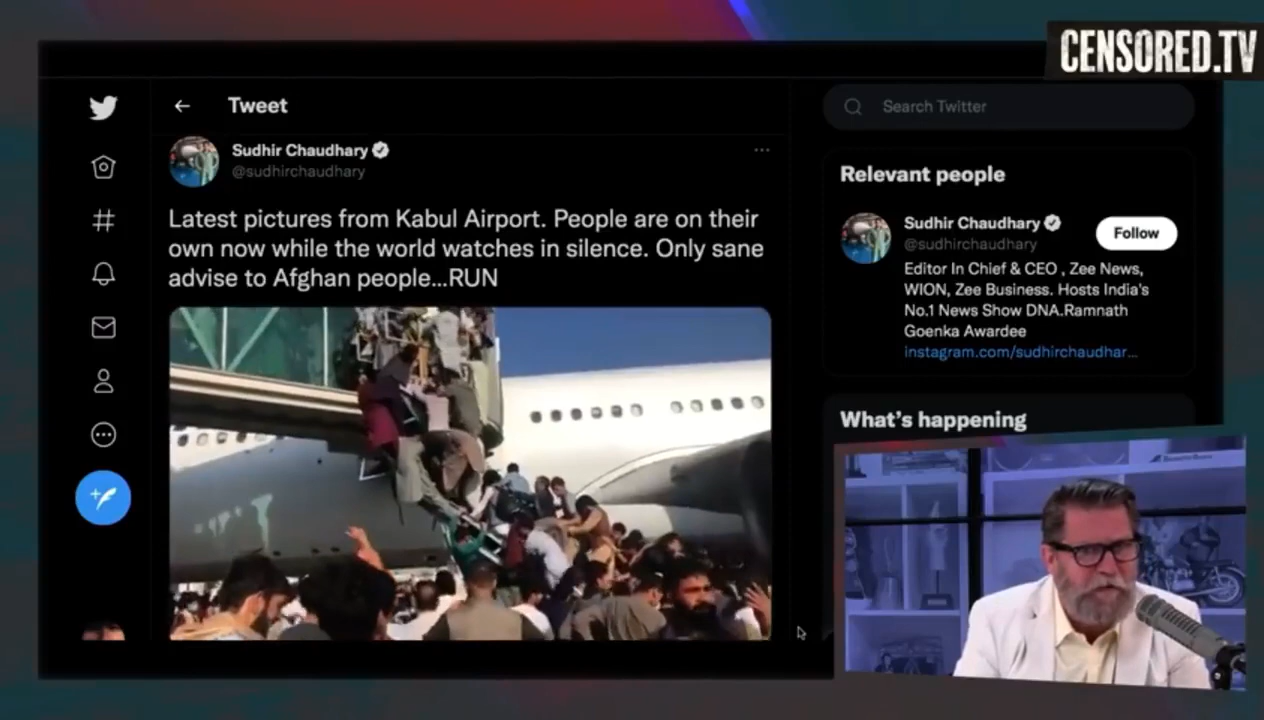 CENSORED.TV
Tweet
Search Twitter
Sudhir Chaudhary
@sudhirchaudhary
Latest pictures from Kabul Airport. People are on their
own now while the world watches in silence. Only sane
advise to Afghan people...RUN
Relevant people
Sudhir Chaudhary
@sudhirchaudhary
Follow
Editor In Chief & CEO , Zee News,
WION, Zee Business. Hosts India's
No.1 News Show DNA.Ramnath
Goenka Awardee
instagram.com/sudhirchaudhar...
What's happening